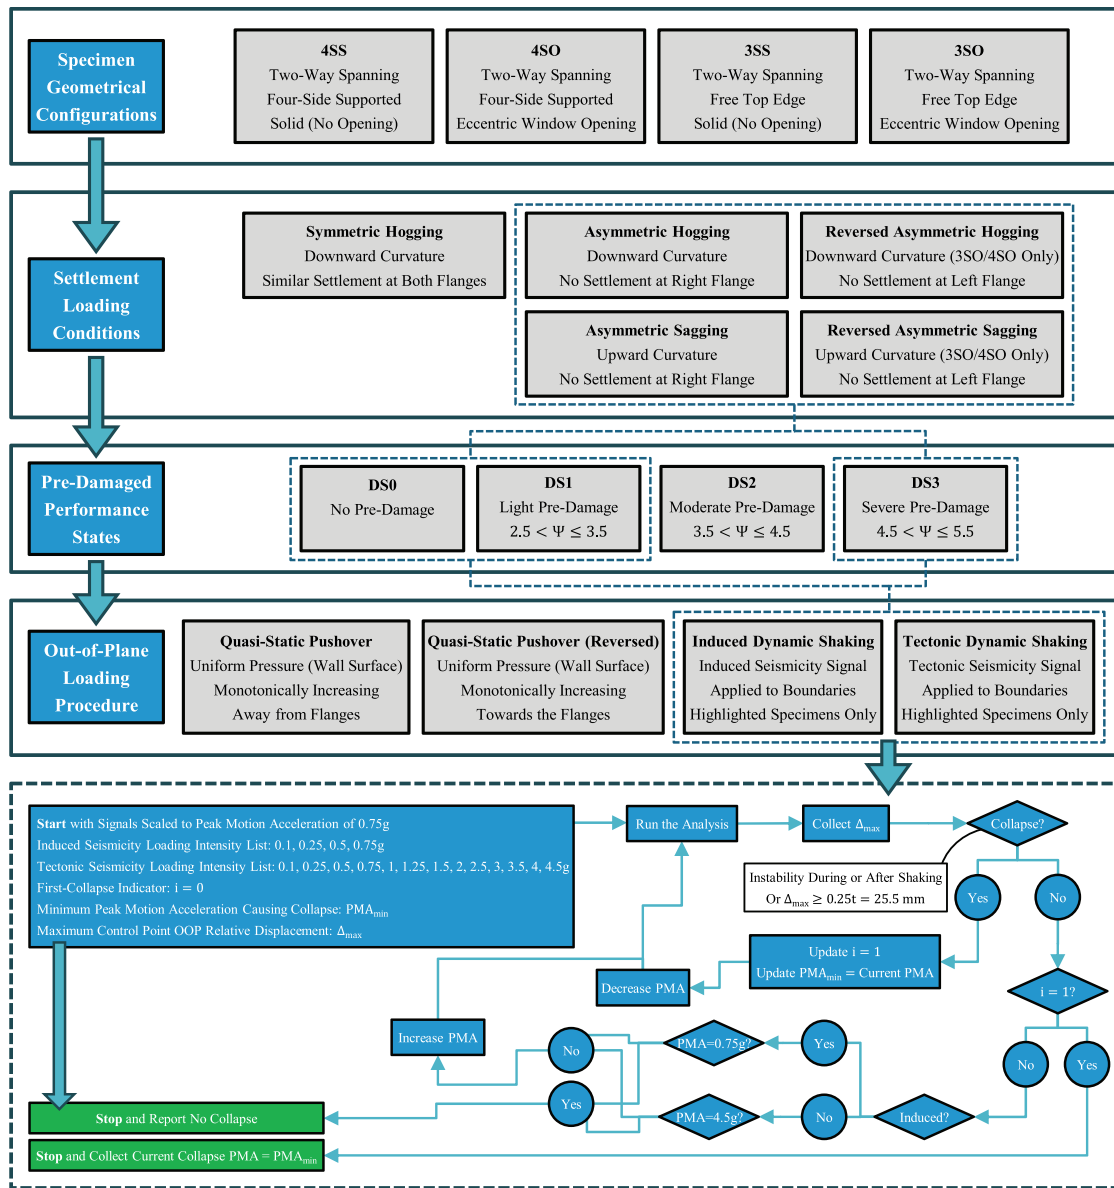 Specimen
Geometrical
Configurations
4SS
Two-Way Spanning
Four-Side Supported
Solid (No Opening)
4SO
Two-Way Spanning
Four-Side Supported
Eccentric Window Opening
3SS
Two-Way Spanning
Free Top Edge
Solid (No Opening)
3SO
Two-Way Spanning
Free Top Edge
Eccentric Window Opening
Settlement
Loading
Conditions
Symmetric Hogging
Downward Curvature
Similar Settlement at Both Flanges
Asymmetric Hogging
Downward Curvature
No Settlement at Right Flange
Reversed Asymmetric Hogging
Downward Curvature (3SO/4SO Only)
No Settlement at Left Flange
Asymmetric Sagging
Upward Curvature
No Settlement at Right Flange
Reversed Asymmetric Sagging
Upward Curvature (3SO/4SO Only)
No Settlement at Left Flange
Pre-Damaged
Performance
States
DS0
No Pre-Damage
DS1
Light Pre-Damage
2.5 < Ψ ≤ 3.5
DS2
Moderate Pre-Damage
3.5 < Ψ ≤ 4.5
DS3
Severe Pre-Damage
4.5 < Ψ ≤ 5.5
Out-of-Plane
Loading
Procedure
Quasi-Static Pushover
Uniform Pressure (Wall Surface)
Monotonically Increasing
Away from Flanges
Quasi-Static Pushover (Reversed)
Uniform Pressure (Wall Surface)
Monotonically Increasing
Towards the Flanges
Induced Dynamic Shaking
Induced Seismicity Signal
Applied to Boundaries
Highlighted Specimens Only
Tectonic Dynamic Shaking
Tectonic Seismicity Signal
Applied to Boundaries
Highlighted Specimens Only
Start with Signals Scaled to Peak Motion Acceleration of 0.75g
Induced Seismicity Loading Intensity List: 0.1, 0.25, 0.5, 0.75g
Tectonic Seismicity Loading Intensity List: 0.1, 0.25, 0.5, 0.75, 1, 1.25, 1.5, 2, 2.5, 3, 3.5, 4, 4.5g
First-Collapse Indicator: i = 0
Minimum Peak Motion Acceleration Causing Collapse: PMAmin
Maximum Control Point OOP Relative Displacement: Δmax
Run the Analysis
Collect Δmax
Collapse?
Instability During or After Shaking
Or Δmax ≥ 0.25t = 25.5 mm
Yes
No
Update i = 1
Update PMAmin = Current PMA
Decrease PMA
i = 1?
Increase PMA
No
PMA=0.75g?
Yes
No
Yes
Yes
PMA=4.5g?
No
Induced?
Stop and Report No Collapse
Stop and Collect Current Collapse PMA = PMAmin